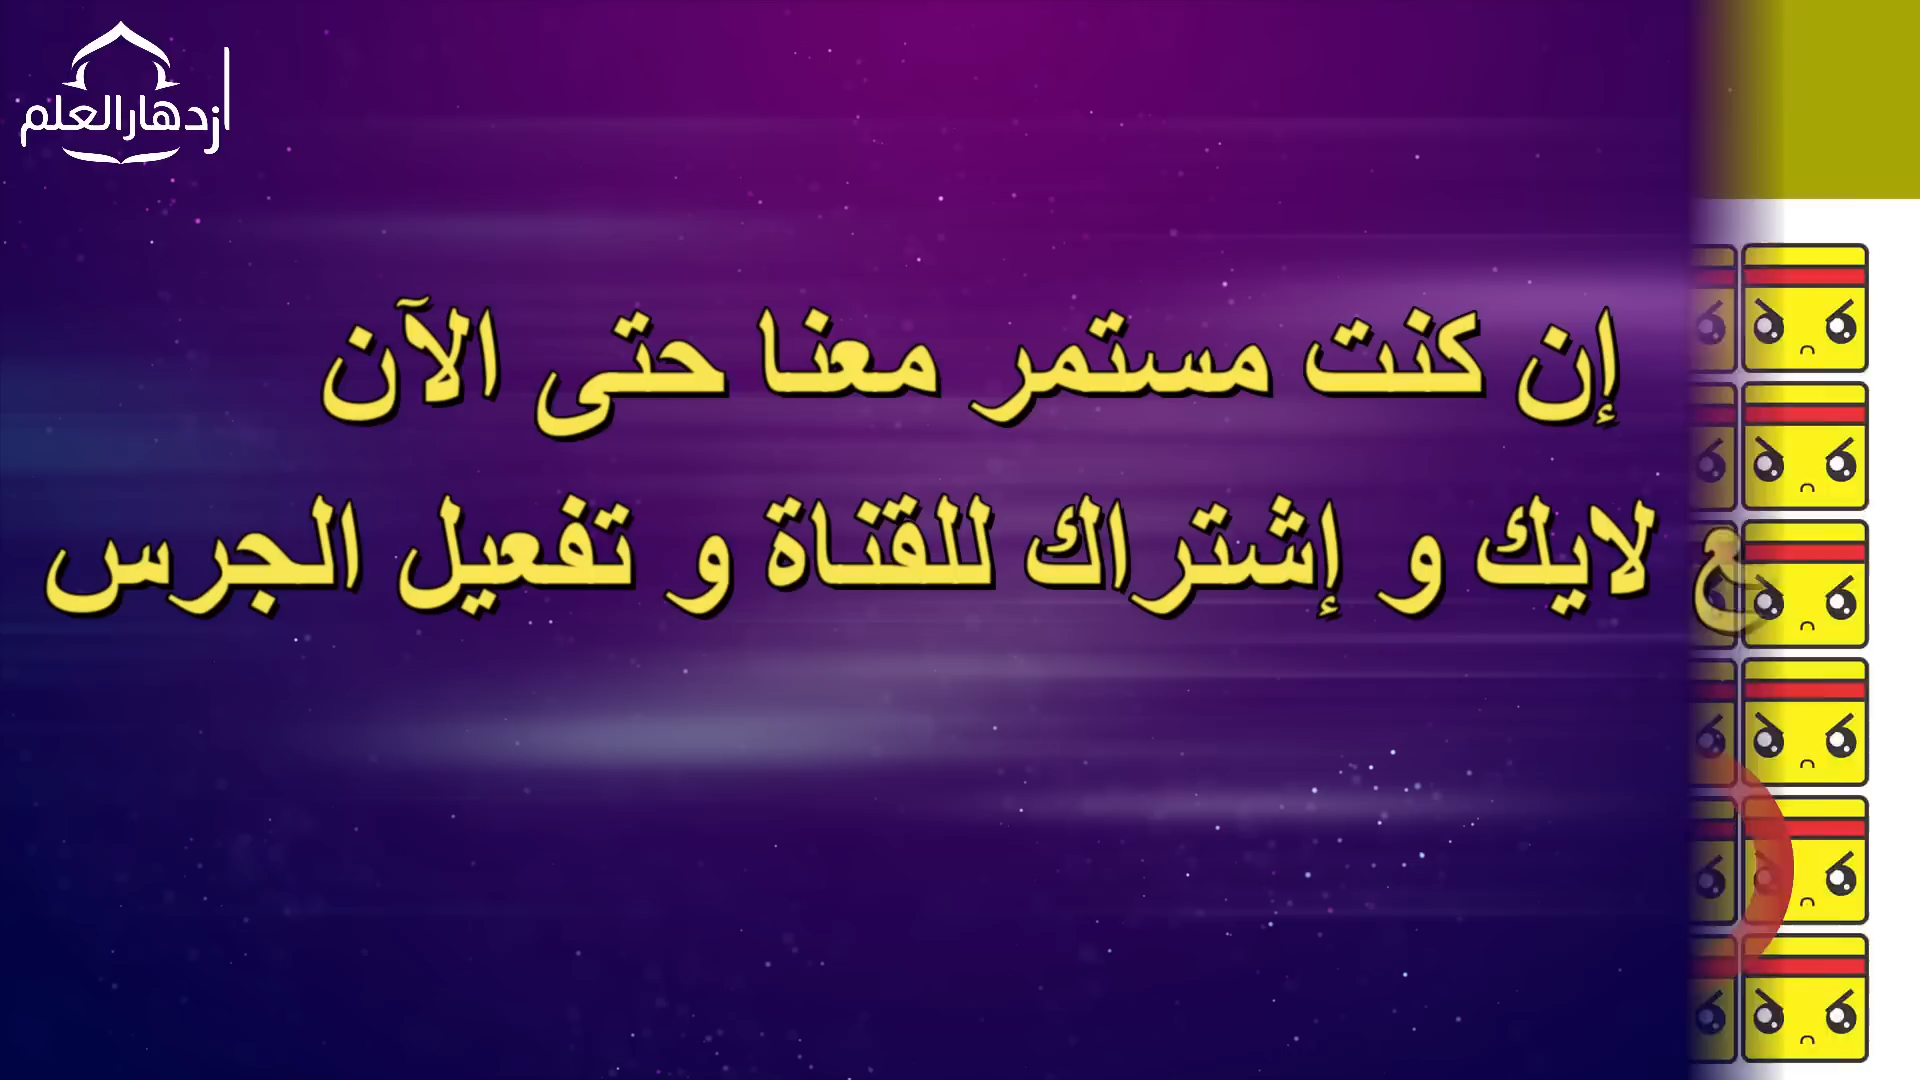 ازدهار العلم
إن كنت مستمر معنا حتى الآن
لايك و إشتراك للقناة و تفعيل الجرس